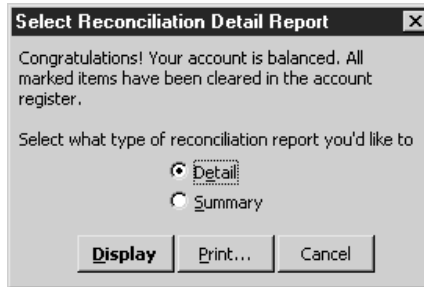 Select Reconciliation Detail Report
Congratulations! Your account is balanced. All
marked items have been cleared in the account
register.
Select what type of reconciliation report you'd like to
Detail
Summary
Display Print... Cancel